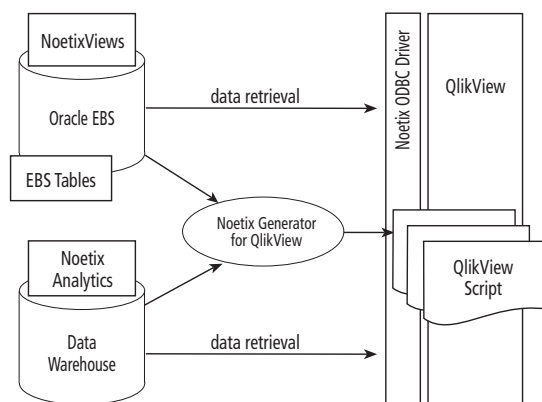 NoetixViews
Oracle EBS
EBS Tables
data retrieval
Noetix ODBC Driver
QlikView
Noetix Generator
for QlikView
Noetix
Analytics
Data
Warehouse
data retrieval
QlikView
Script